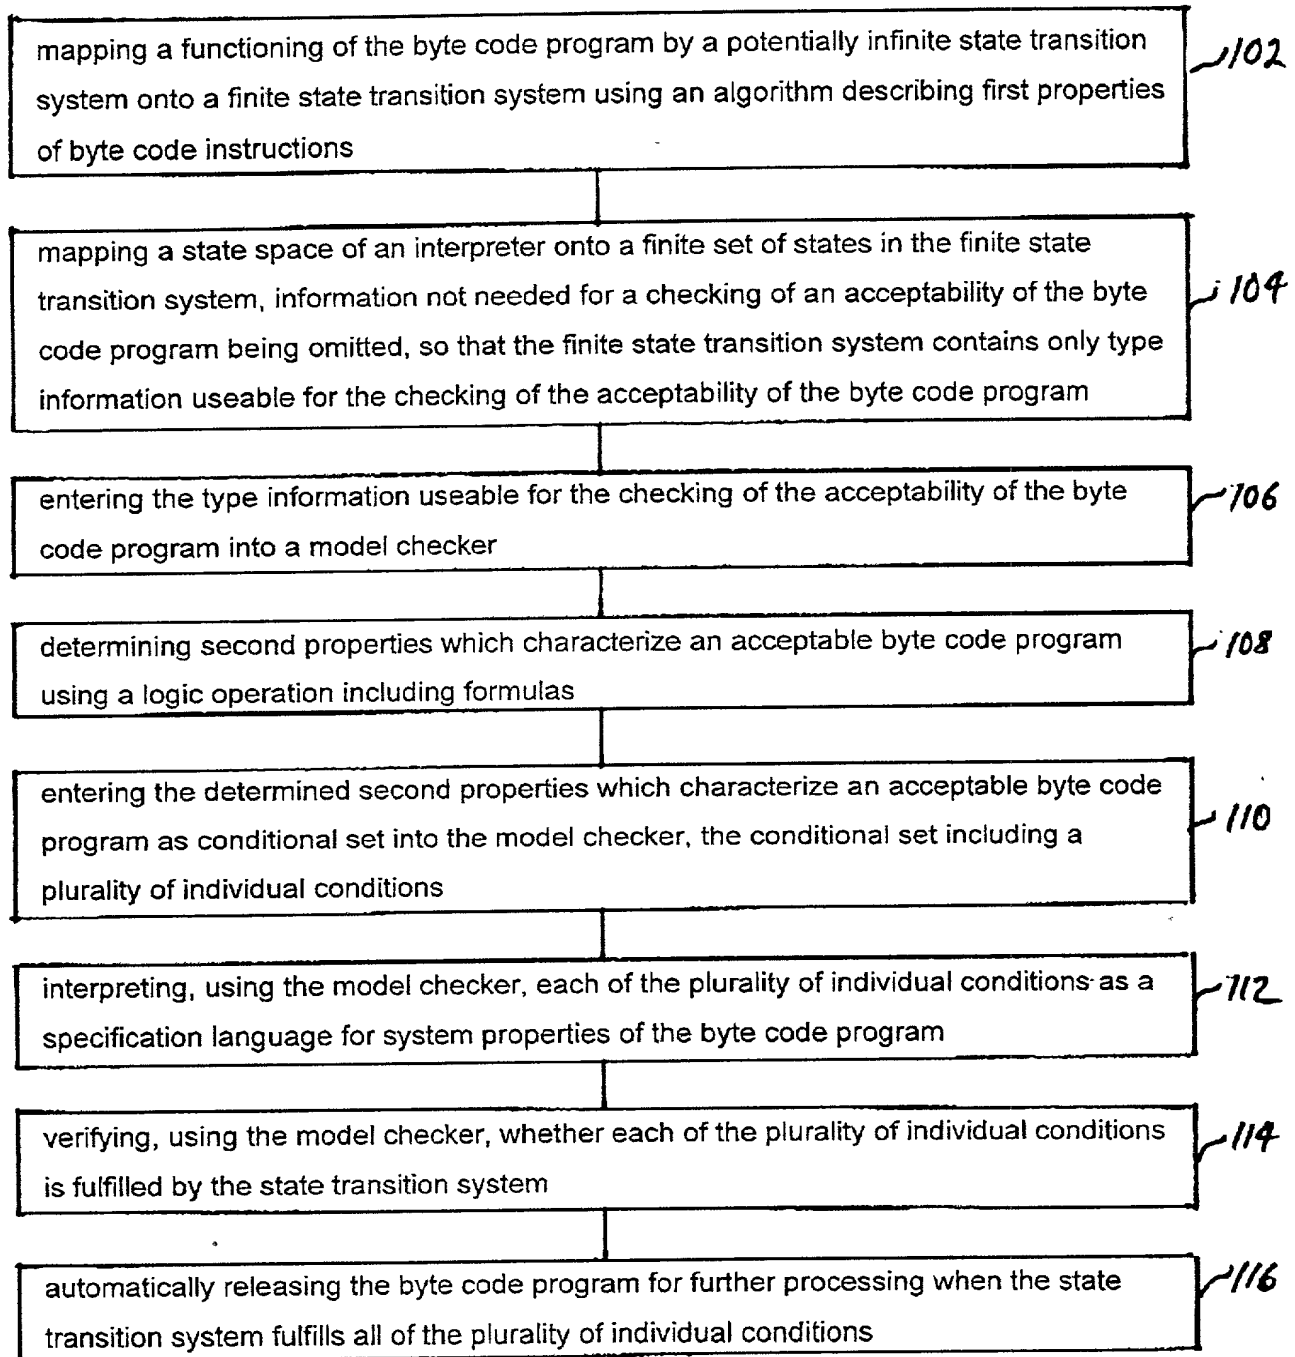 mapping a functioning of the byte code program by a potentially infinite state transition
102
system onto a finite state transition system using an algorithm describing first properties
of byte code instructions
mapping a state space of an interpreter onto a finite set of states in the finite state
transition system, information not needed for a checking of an acceptability of the byte
104
code program being omitted, so that the finite state transition system contains only type
information useable for the checking of the acceptability of the byte code program
entering the type information useable for the checking of the acceptability of the byte
106
code program into a model checker
determining second properties which characterize an acceptable byte code program
108
using a logic operation including formulas
entering the determined second properties which characterize an acceptable byte code
program as conditional set into the model checker, the conditional set including a
110
plurality of individual conditions
interpreting, using the model checker, each of the plurality of individual conditions as a
112
specification language for system properties of the byte code program
verifying, using the model checker, whether each of the plurality of individual conditions
114
is fulfilled by the state transition system
automatically releasing the byte code program for further processing when the state
116
transition system fulfills all of the plurality of individual conditions